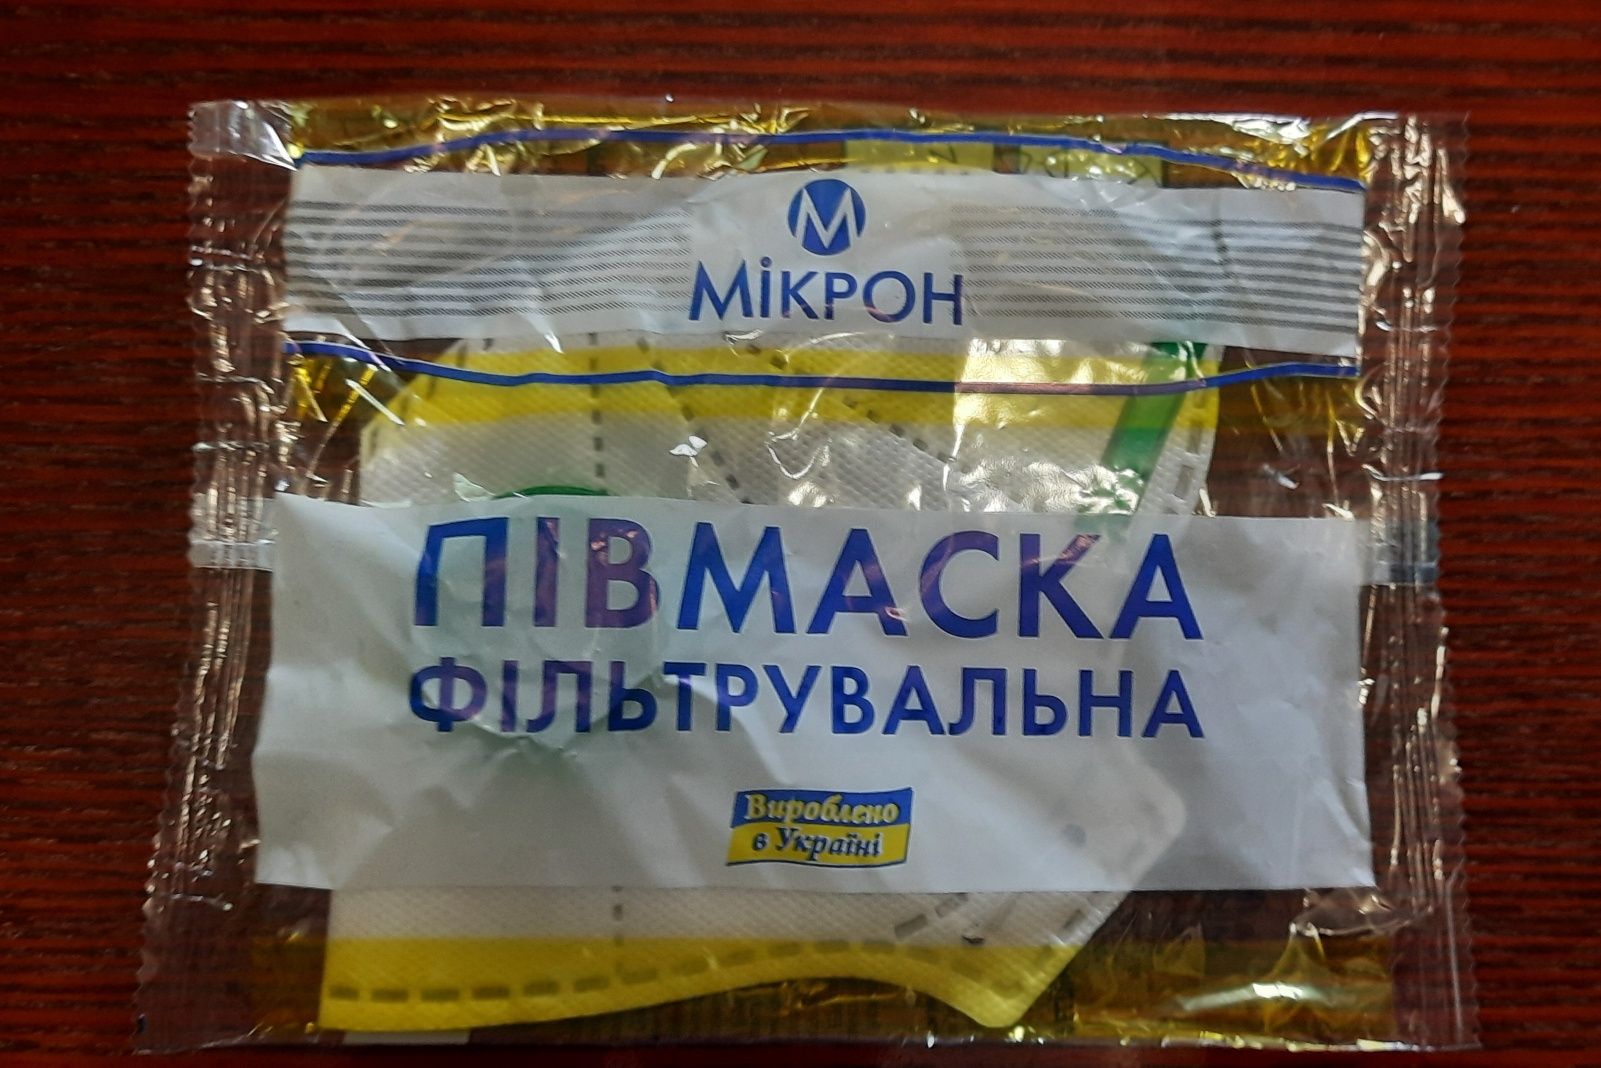 М
МІКРОН
ПІВМАСКА
ФІЛЬТРУВАЛЬНА
Вироблено
в Україні